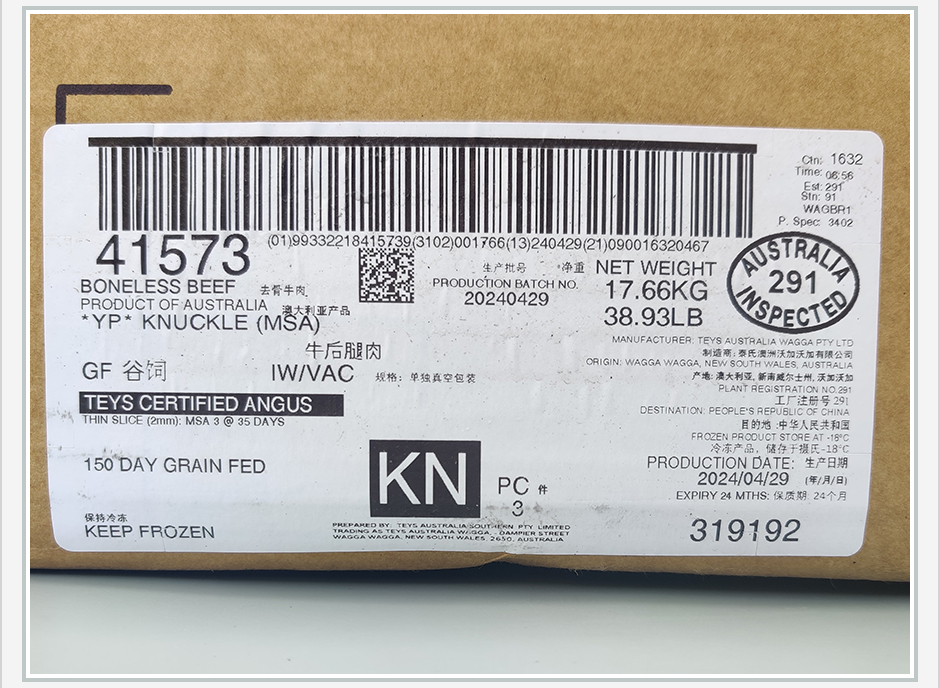 Ctn: 1632
Time: 06:56
Est: 291
Stn: 91
WAGBR1
P. Spec: 3402
(01)99332218415739(3102)001766(13)240429(21)090016320467
41573
BONELESS BEEF 去骨牛肉
PRODUCT OF AUSTRALIA 澳大利亚产品
*YP* KNUCKLE (MSA)
牛后腿肉
GF 谷饲 IW/VAC 规格: 单独真空包装
TEYS CERTIFIED ANGUS
THIN SLICE (2mm): MSA 3 @ 35 DAYS
150 DAY GRAIN FED
保持冷冻
KEEP FROZEN
生产批号
PRODUCTION BATCH NO.
20240429
净重 NET WEIGHT
17.66KG
38.93LB
AUSTRALIA
291
INSPECTED
MANUFACTURER: TEYS AUSTRALIA WAGGA PTY LTD
制造商: 泰氏澳洲沃加沃加有限公司
ORIGIN: WAGGA WAGGA, NEW SOUTH WALES, AUSTRALIA
产地: 澳大利亚, 新南威尔士州, 沃加沃加
PLANT REGISTRATION NO.291
工厂注册号 291
DESTINATION: PEOPLE'S REPUBLIC OF CHINA
目的地 :中华人民共和国
FROZEN PRODUCT STORE AT -18°C
冷冻产品, 储存于摄氏-18°C
PRODUCTION DATE: 生产日期
2024/04/29 (年/月/日)
EXPIRY 24 MTHS: 保质期: 24个月
319192
KN
PC 件
3
PREPARED BY: TEYS AUSTRALIA SOUTHERN PTY. LIMITED
TRADING AS TEYS AUSTRALIA WAGGA, - DAMPIER STREET
WAGGA WAGGA, NEW SOUTH WALES, 2650, AUSTRALIA